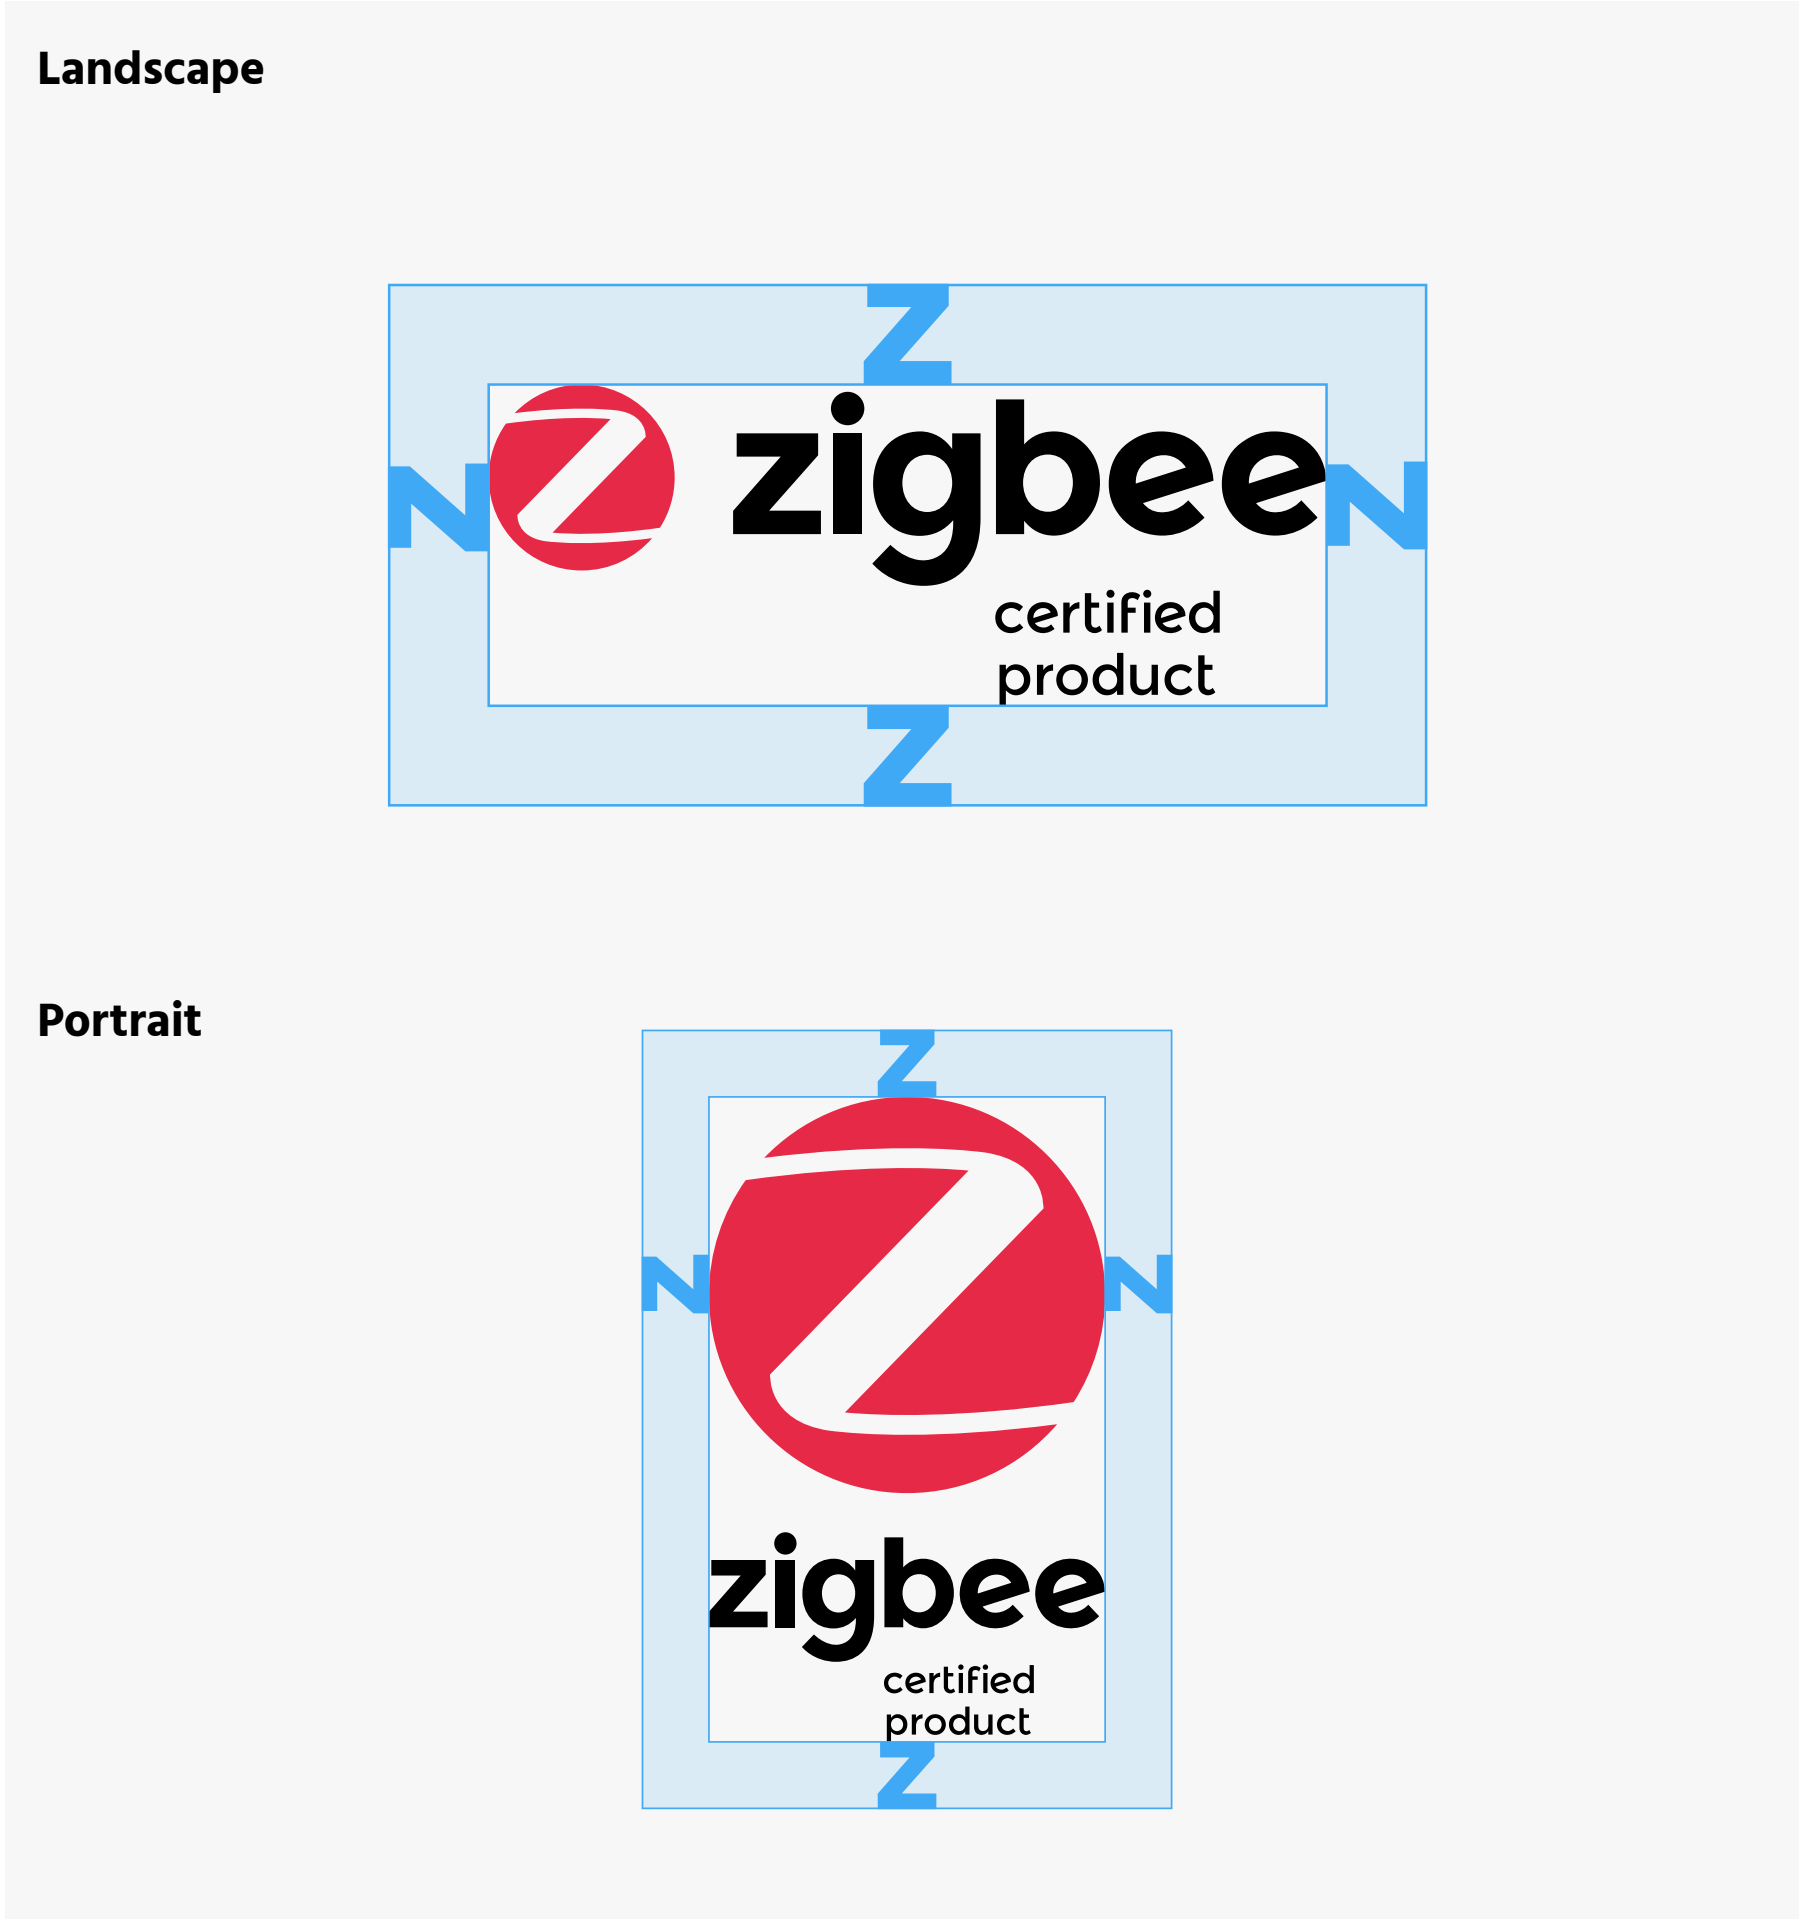 Landscape
z
z
zigbee
z
certified
product
z
Portrait
z
z
z
zigbee
certified
product
z